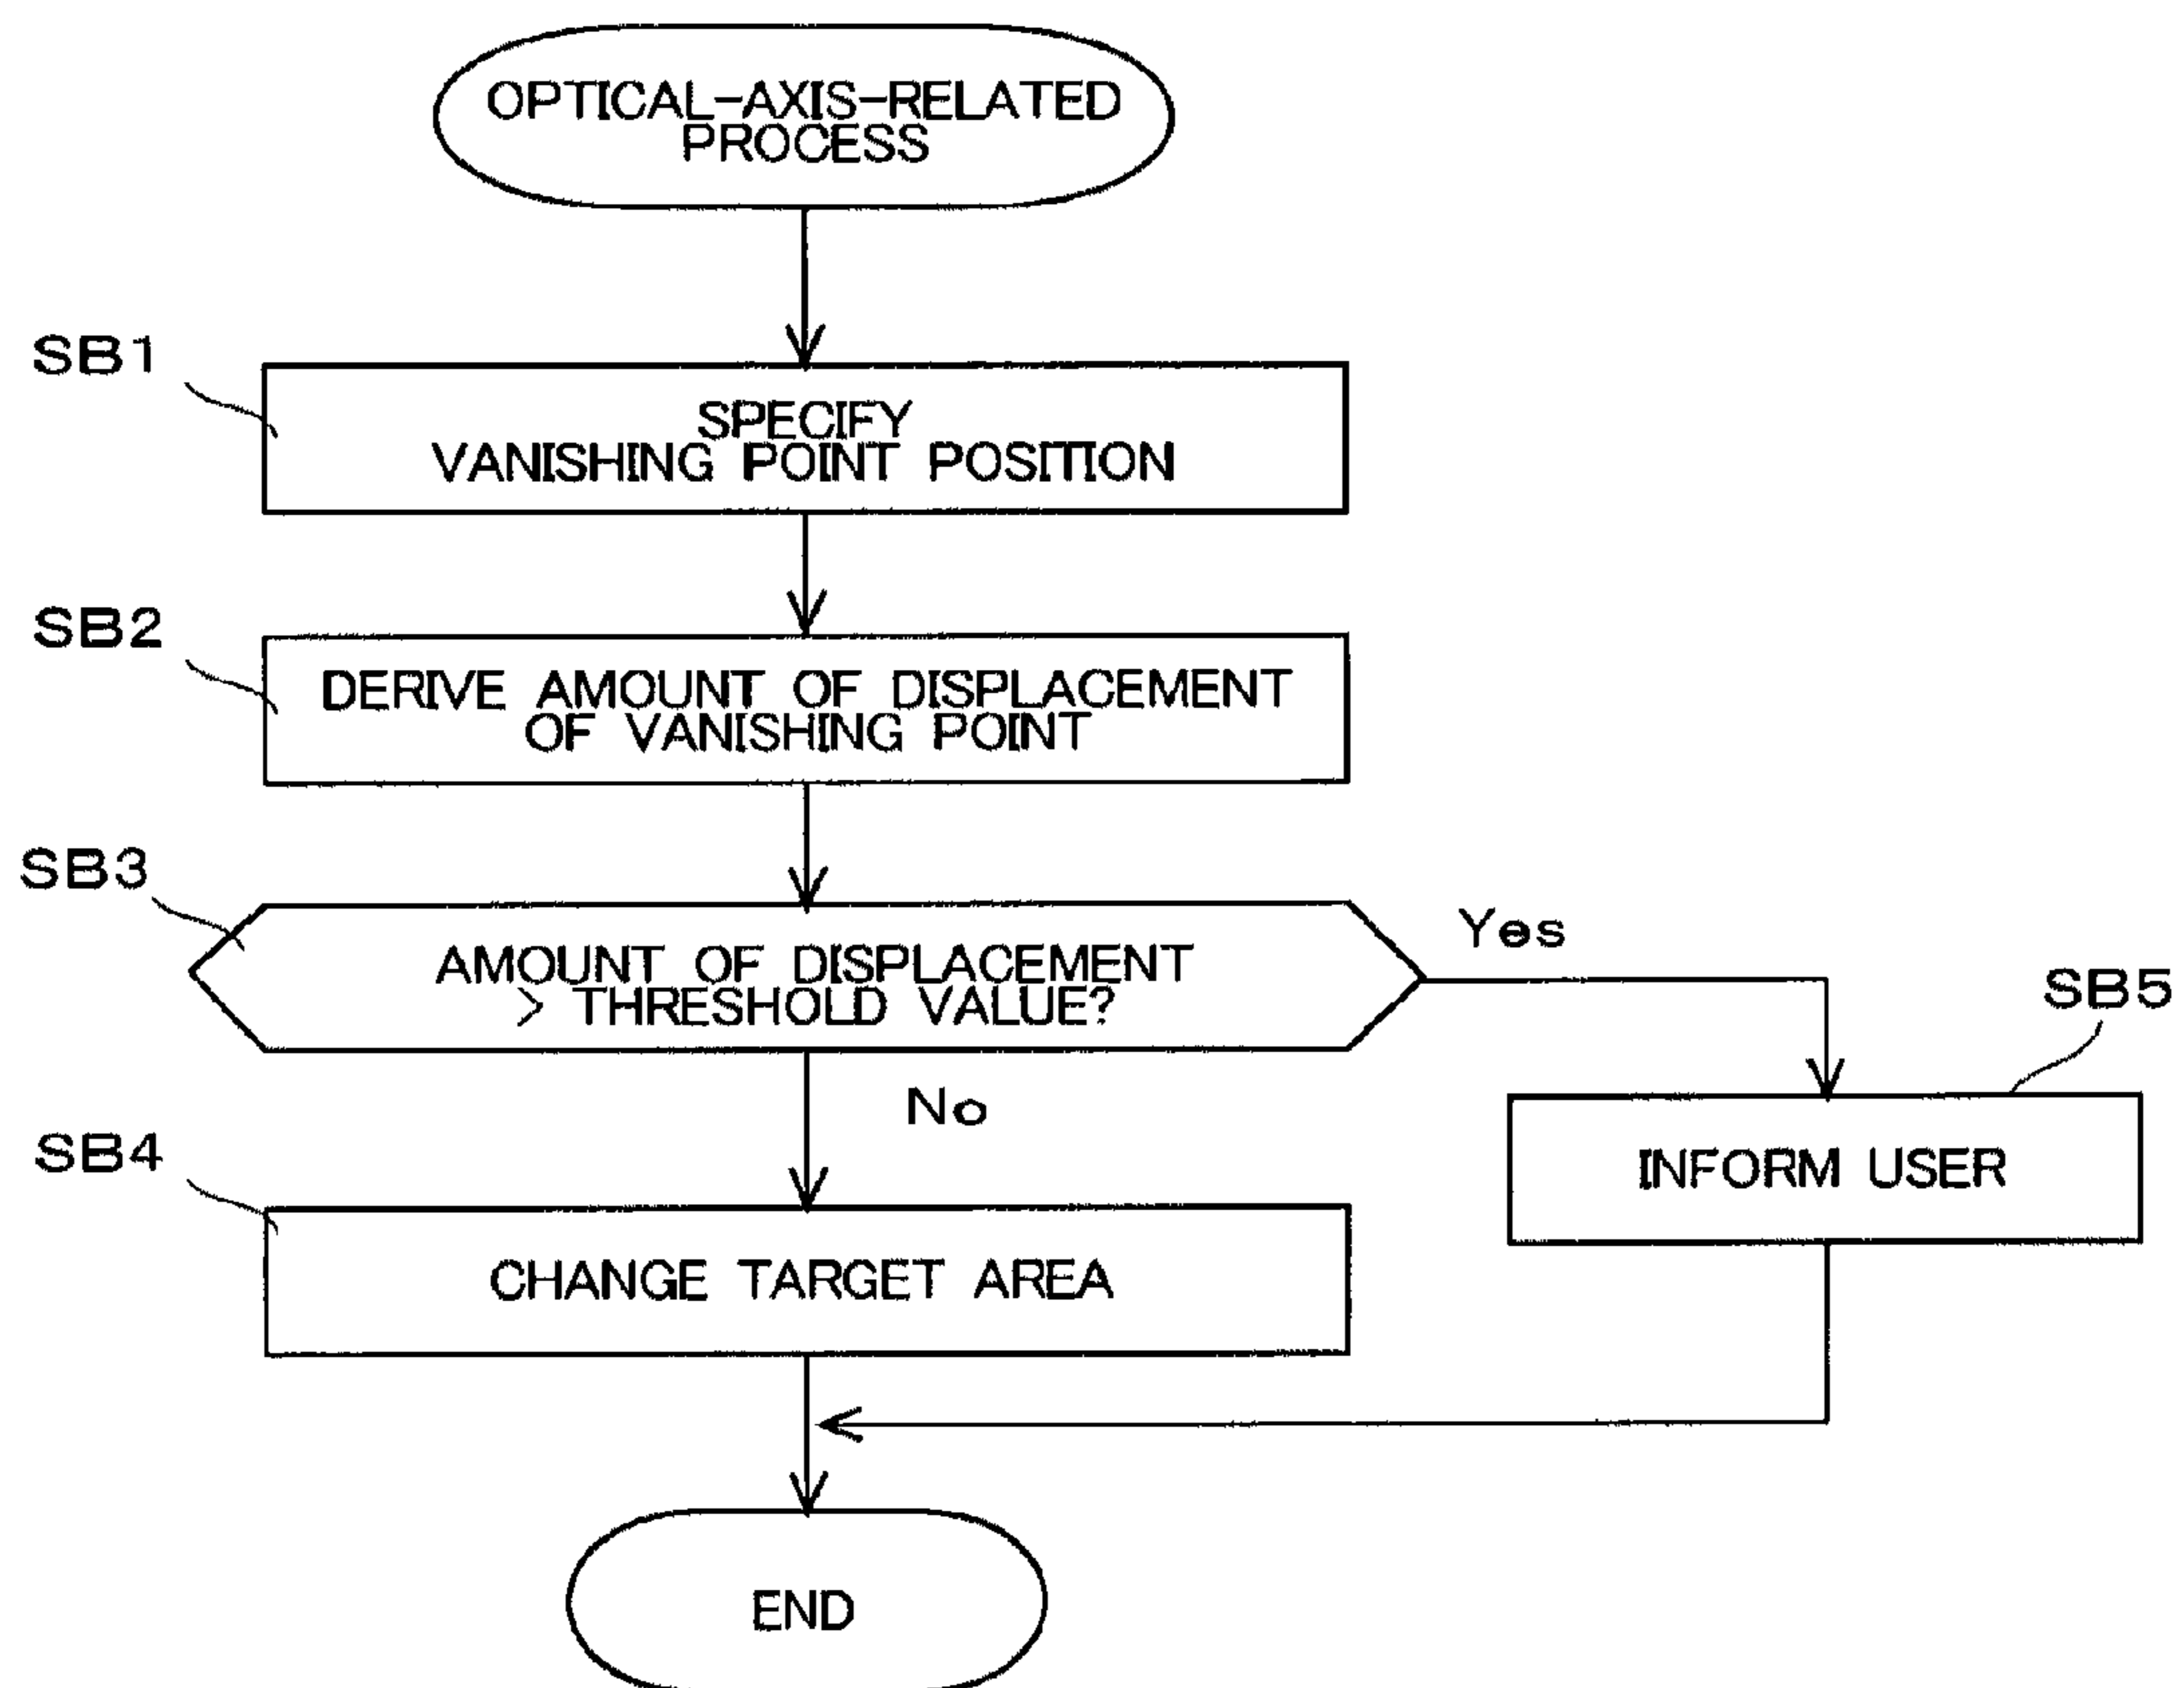 OPTICAL-AXIS-RELATED
PROCESS
SB1
SPECIFY
VANISHING POINT POSITION
SB2
DERIVE AMOUNT OF DISPLACEMENT
OF VANISHING POINT
SB3
AMOUNT OF DISPLACEMENT
> THRESHOLD VALUE?
Yes
SB5
INFORM USER
No
SB4
CHANGE TARGET AREA
END